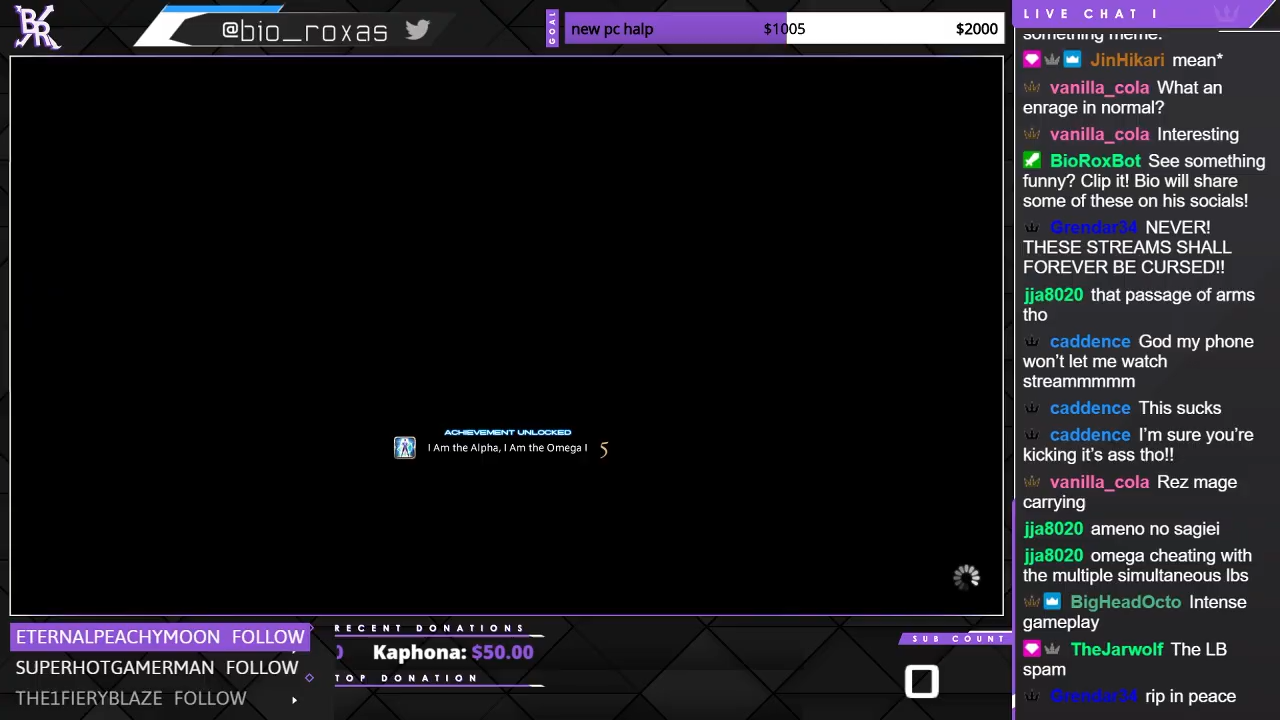 BR
@bio_roxas
GOAL
new pc halp $1005 $2000
LIVE CHAT I
something meme.
JinHikari mean*
vanilla_cola What an
enrage in normal?
vanilla_cola Interesting
BioRoxBot See something
funny? Clip it! Bio will share
some of these on his socials!
Grendar34 NEVER!
THESE STREAMS SHALL
FOREVER BE CURSED!!
jja8020 that passage of arms
tho
caddence God my phone
won't let me watch
streammmmm
caddence This sucks
caddence I'm sure you're
kicking it's ass tho!!
vanilla_cola Rez mage
carrying
jja8020 ameno no sagiei
jja8020 omega cheating with
the multiple simultaneous lbs
BigHeadOcto Intense
gameplay
TheJarwolf The LB
spam
Grendar34 rip in peace
ACHIEVEMENT UNLOCKED
I Am the Alpha, I Am the Omega I 5
ETERNALPEACHYMOON FOLLOW
SUPERHOTGAMERMAN FOLLOW
THE1FIERYBLAZE FOLLOW
RECENT DONATIONS
Kaphona: $50.00
TOP DONATION
SUB COUNT
0